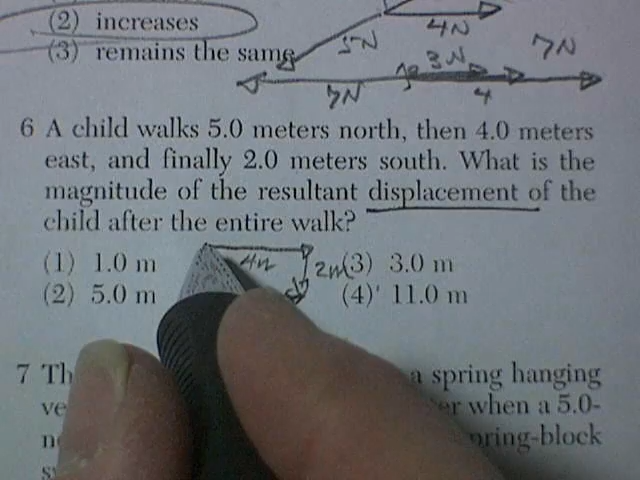 (2) increases
4N
(3) remains the same
5N
3N
7N
7N
4
6 A child walks 5.0 meters north, then 4.0 meters
east, and finally 2.0 meters south. What is the
magnitude of the resultant displacement of the
child after the entire walk?
(1) 1.0 m
4m
2m
(3) 3.0 m
(2) 5.0 m
(4) 11.0 m
7 Th
a spring hanging
ve
er when a 5.0-
pring-block